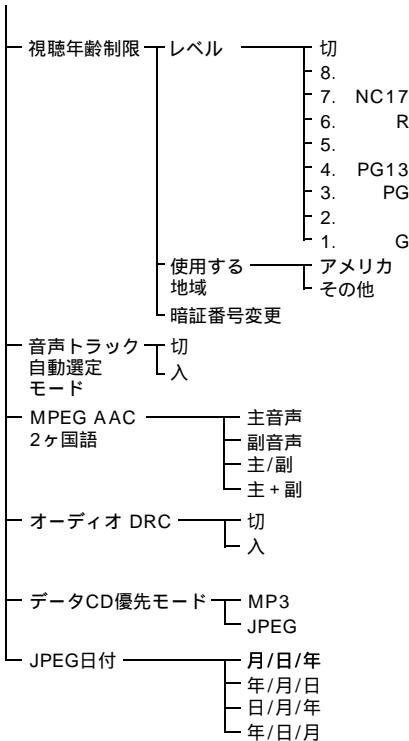 視聴年齢制限 レベル 切
8.
7. NC17
6. R
5.
4. PG13
3. PG
2.
1. G
使用する アメリカ
地域 その他
暗証番号変更
音声トラック 切
自動選定 入
モード
MPEG AAC 主音声
2ヶ国語 副音声
主/副
主+副
オーディオ DRC 切
入
データCD優先モード MP3
JPEG
JPEG日付 月/日/年
年/月/日
日/月/年
年/日/月